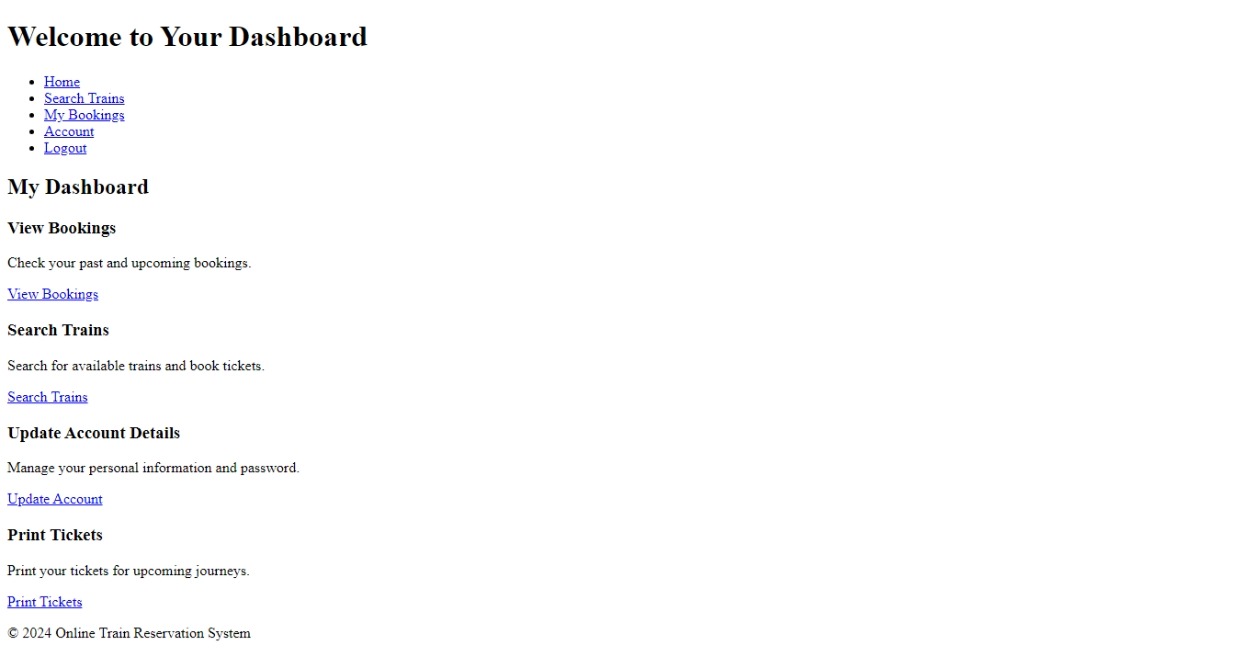 Welcome to Your Dashboard
Home
Search Trains
My Bookings
Account
Logout
My Dashboard
View Bookings
Check your past and upcoming bookings.
View Bookings
Search Trains
Search for available trains and book tickets.
Search Trains
Update Account Details
Manage your personal information and password.
Update Account
Print Tickets
Print your tickets for upcoming journeys.
Print Tickets
© 2024 Online Train Reservation System